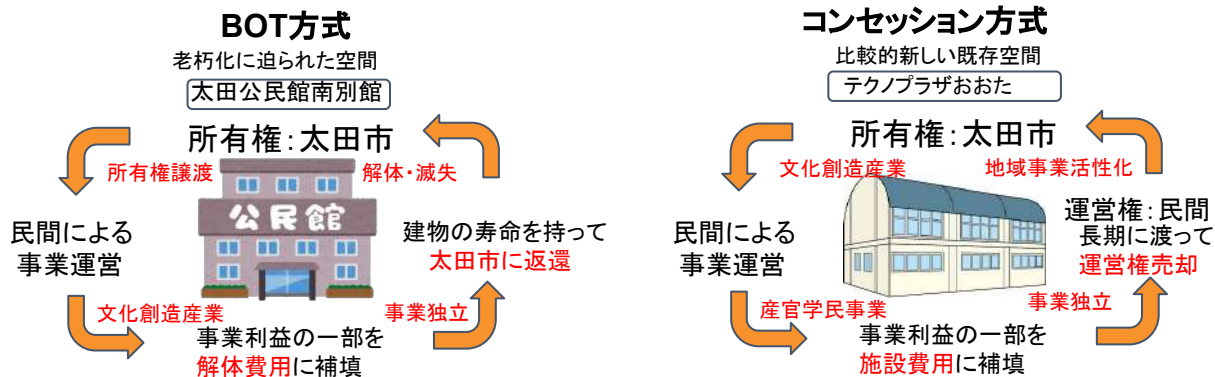 BOT方式
老朽化に迫られた空間
太田公民館南別館
所有権：太田市
所有権譲渡
解体・滅失
公民館
民間による
事業運営
建物の寿命を持って
太田市に返還
文化創造産業
事業独立
事業利益の一部を
解体費用に補填
コンセッション方式
比較的新しい既存空間
テクノプラザおおた
所有権：太田市
文化創造産業
地域事業活性化
民間による
事業運営
運営権：民間
長期に渡って
運営権売却
産官学民事業
事業独立
事業利益の一部を
施設費用に補填